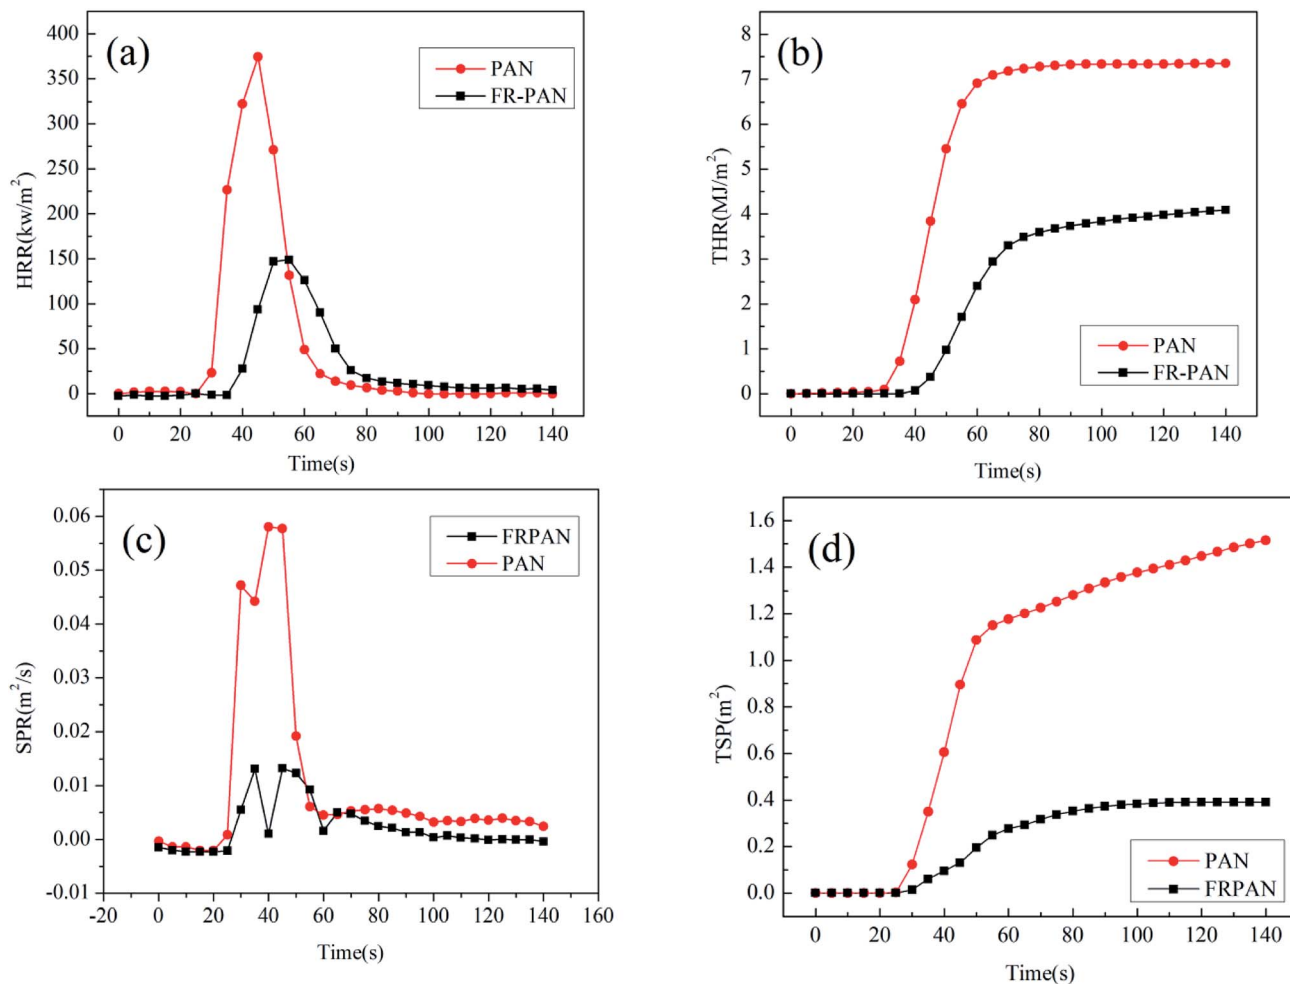 (a)
PAN
FR-PAN
HRR(kw/m²)
400
350
300
250
200
150
100
50
0
0 20 40 60 80 100 120 140
Time(s)
(b)
PAN
FR-PAN
THR(MJ/m²)
8
7
6
5
4
3
2
1
0
0 20 40 60 80 100 120 140
Time(s)
(c)
FRPAN
PAN
SPR(m²/s)
0.06
0.05
0.04
0.03
0.02
0.01
0.00
-0.01
-20 0 20 40 60 80 100 120 140 160
Time(s)
(d)
PAN
FRPAN
TSP(m²)
1.6
1.4
1.2
1.0
0.8
0.6
0.4
0.2
0.0
0 20 40 60 80 100 120 140
Time(s)